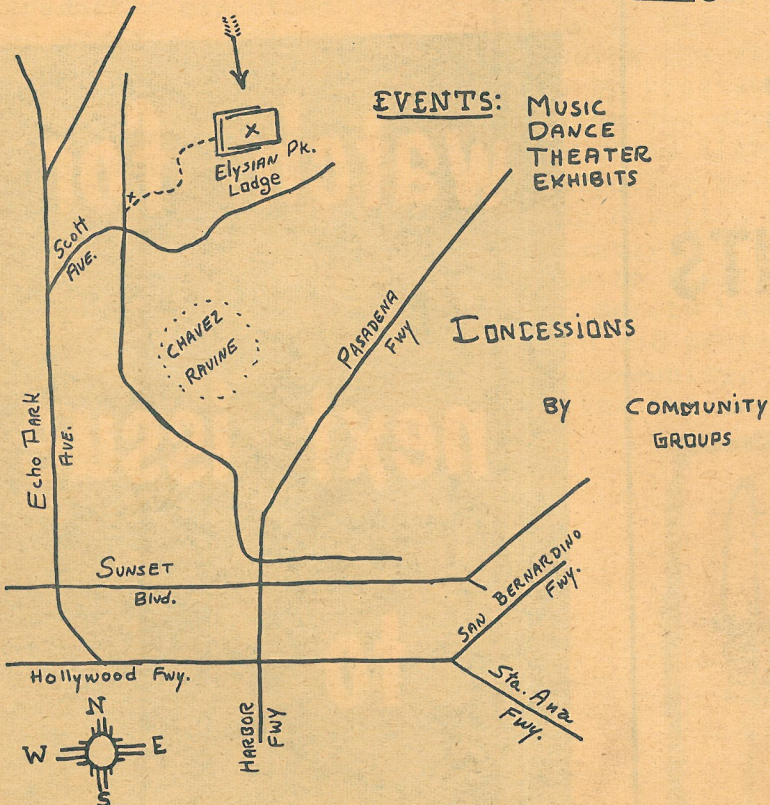 EVENTS: MUSIC
DANCE
THEATER
EXHIBITS
Elysian Pk.
Lodge
x
x
Scott
Ave.
CHAVEZ
RAVINE
PASADENA
FWY
CONCESSIONS
BY COMMUNITY
GROUPS
Echo PARK
AVE.
SUNSET
Blvd.
SAN BERNARDINO
Fwy.
Hollywood Fwy.
Sta. Ana
Fwy.
HARBOR
FWY
N
W E
S